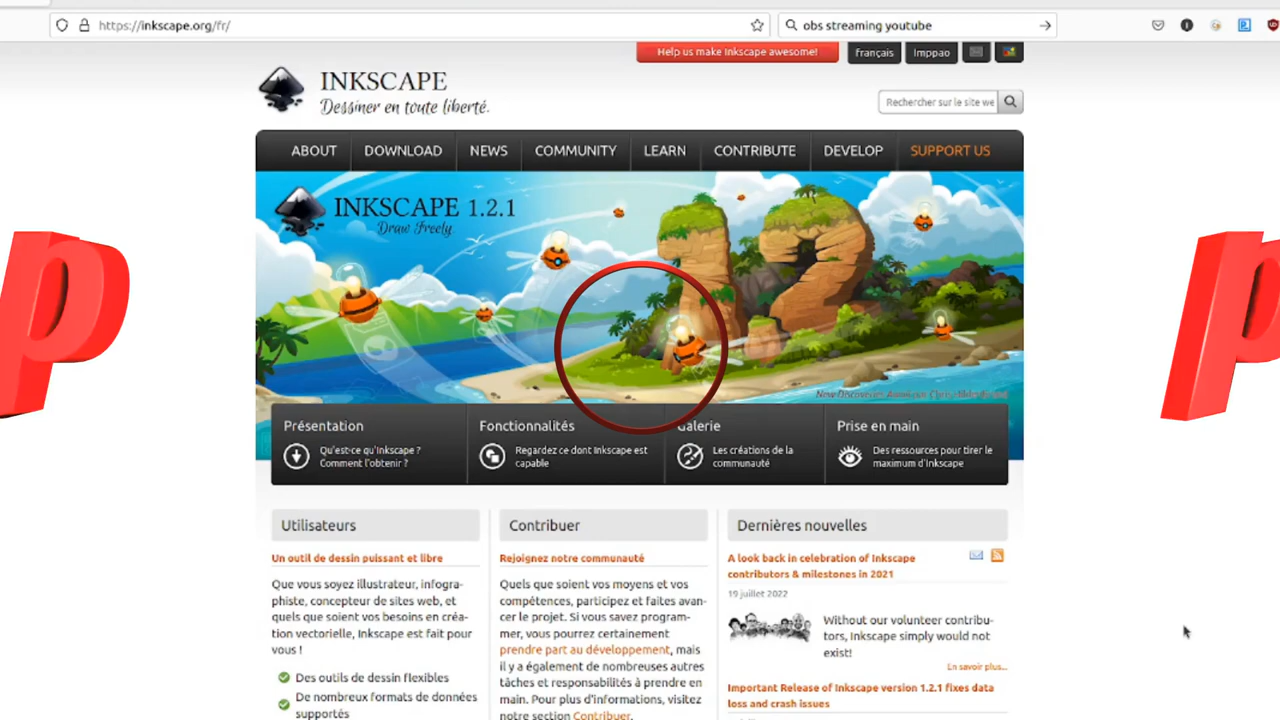 https://inkscape.org/fr/
obs streaming youtube
Help us make Inkscape awesome!
français
lmppao
INKSCAPE
Dessiner en toute liberté.
Rechercher sur le site we
ABOUT
DOWNLOAD
NEWS
COMMUNITY
LEARN
CONTRIBUTE
DEVELOP
SUPPORT US
INKSCAPE 1.2.1
Draw Freely.
12
p
p
Présentation
Qu'est-ce qu'Inkscape ?
Comment l'obtenir ?
Fonctionnalités
Regardez ce dont Inkscape est
capable
Galerie
Les créations de la
communauté
Prise en main
Des ressources pour tirer le
maximum d'Inkscape
Utilisateurs
Un outil de dessin puissant et libre
Que vous soyez illustrateur, infogra-
phiste, concepteur de sites web, et
quels que soient vos besoins en créa-
tion vectorielle, Inkscape est fait pour
vous !
Des outils de dessin flexibles
De nombreux formats de données
supportés
Contribuer
Rejoignez notre communauté
Quels que soient vos moyens et vos
compétences, participez et faites avan-
cer le projet. Si vous savez program-
mer, vous pourrez certainement
prendre part au développement, mais
il y a également de nombreuses autres
tâches et responsabilités à prendre en
main. Pour plus d'informations, visitez
notre section Contribuer.
Dernières nouvelles
A look back in celebration of Inkscape
contributors & milestones in 2021
19 juillet 2022
Without our volunteer contribu-
tors, Inkscape simply would not
exist!
En savoir plus...
Important Release of Inkscape version 1.2.1 fixes data
loss and crash issues